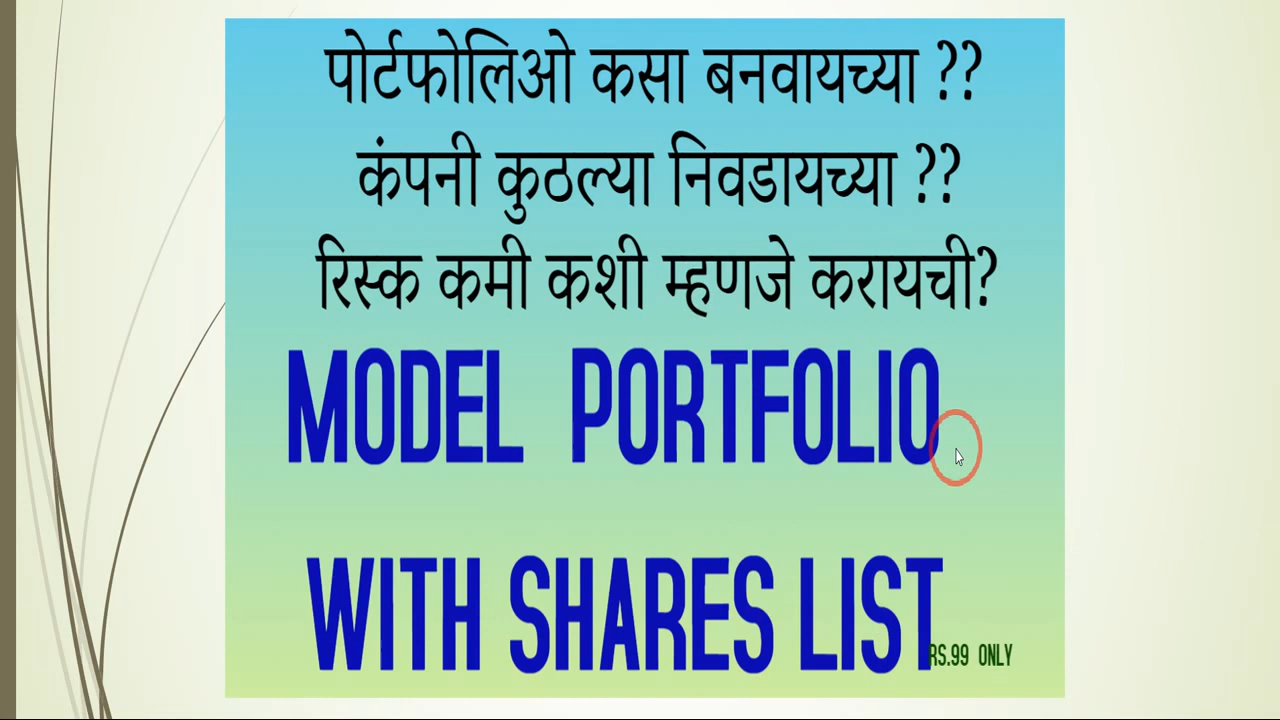 पोर्टफोलिओ कसा बनवायच्या ??
कंपनी कुठल्या निवडायच्या ??
रिस्क कमी कशी म्हणजे करायची?
MODEL PORTFOLIO
WITH SHARES LIST
RS.99 ONLY